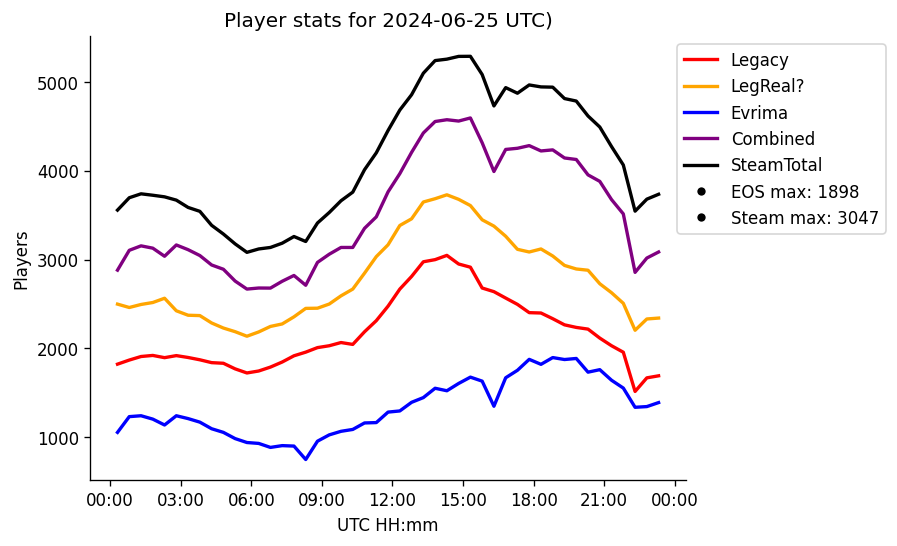 Player stats for 2024-06-25 UTC)
Legacy
LegReal?
Evrima
Combined
SteamTotal
EOS max: 1898
Steam max: 3047
5000
4000
3000
2000
1000
Players
00:00 03:00 06:00 09:00 12:00 15:00 18:00 21:00 00:00
UTC HH:mm